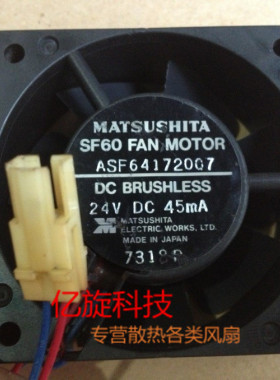 MATSUSHITA
SF60 FAN MOTOR
ASF64172007
DC BRUSHLESS
24V DC 45mA
MATSUSHITA
ELECTRIC WORKS, LTD.
MADE IN JAPAN
7318P
亿旋科技
专营散热各类风扇